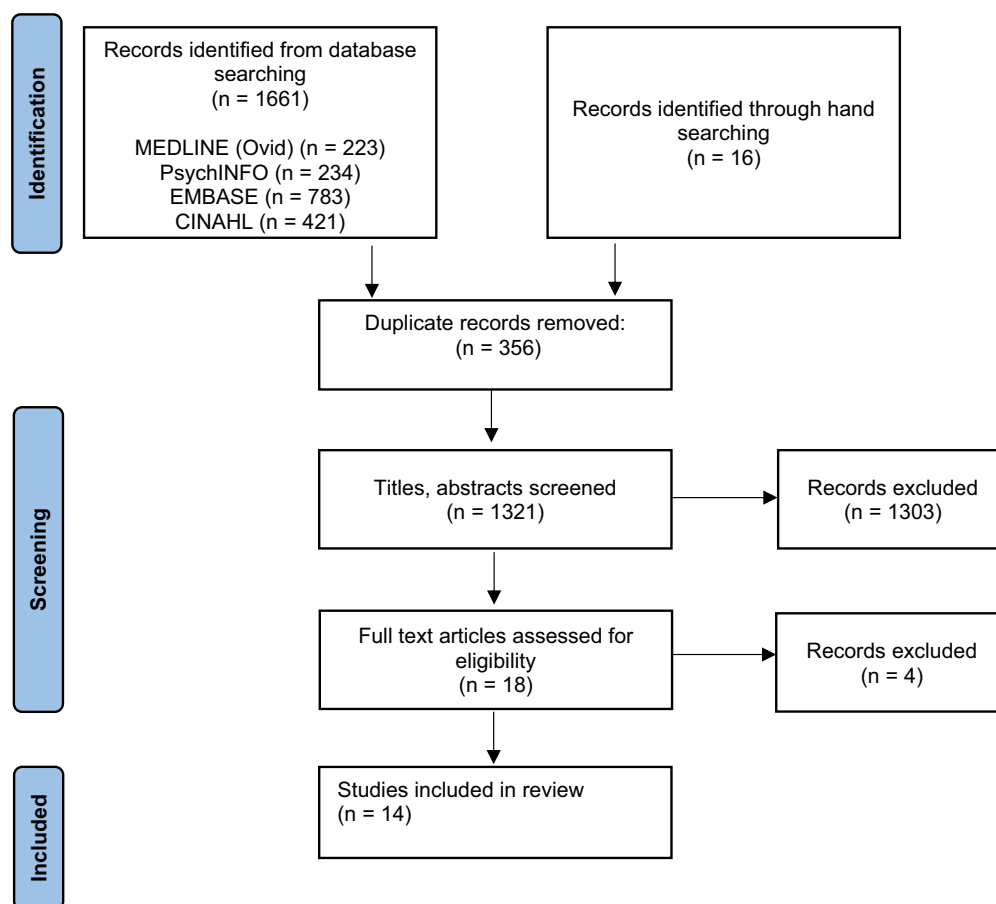 Identification
Records identified from database
searching
(n = 1661)
MEDLINE (Ovid) (n = 223)
PsychINFO (n = 234)
EMBASE (n = 783)
CINAHL (n = 421)
Records identified through hand
searching
(n = 16)
Duplicate records removed:
(n = 356)
Screening
Titles, abstracts screened
(n = 1321)
Records excluded
(n = 1303)
Full text articles assessed for
eligibility
(n = 18)
Records excluded
(n = 4)
Included
Studies included in review
(n = 14)